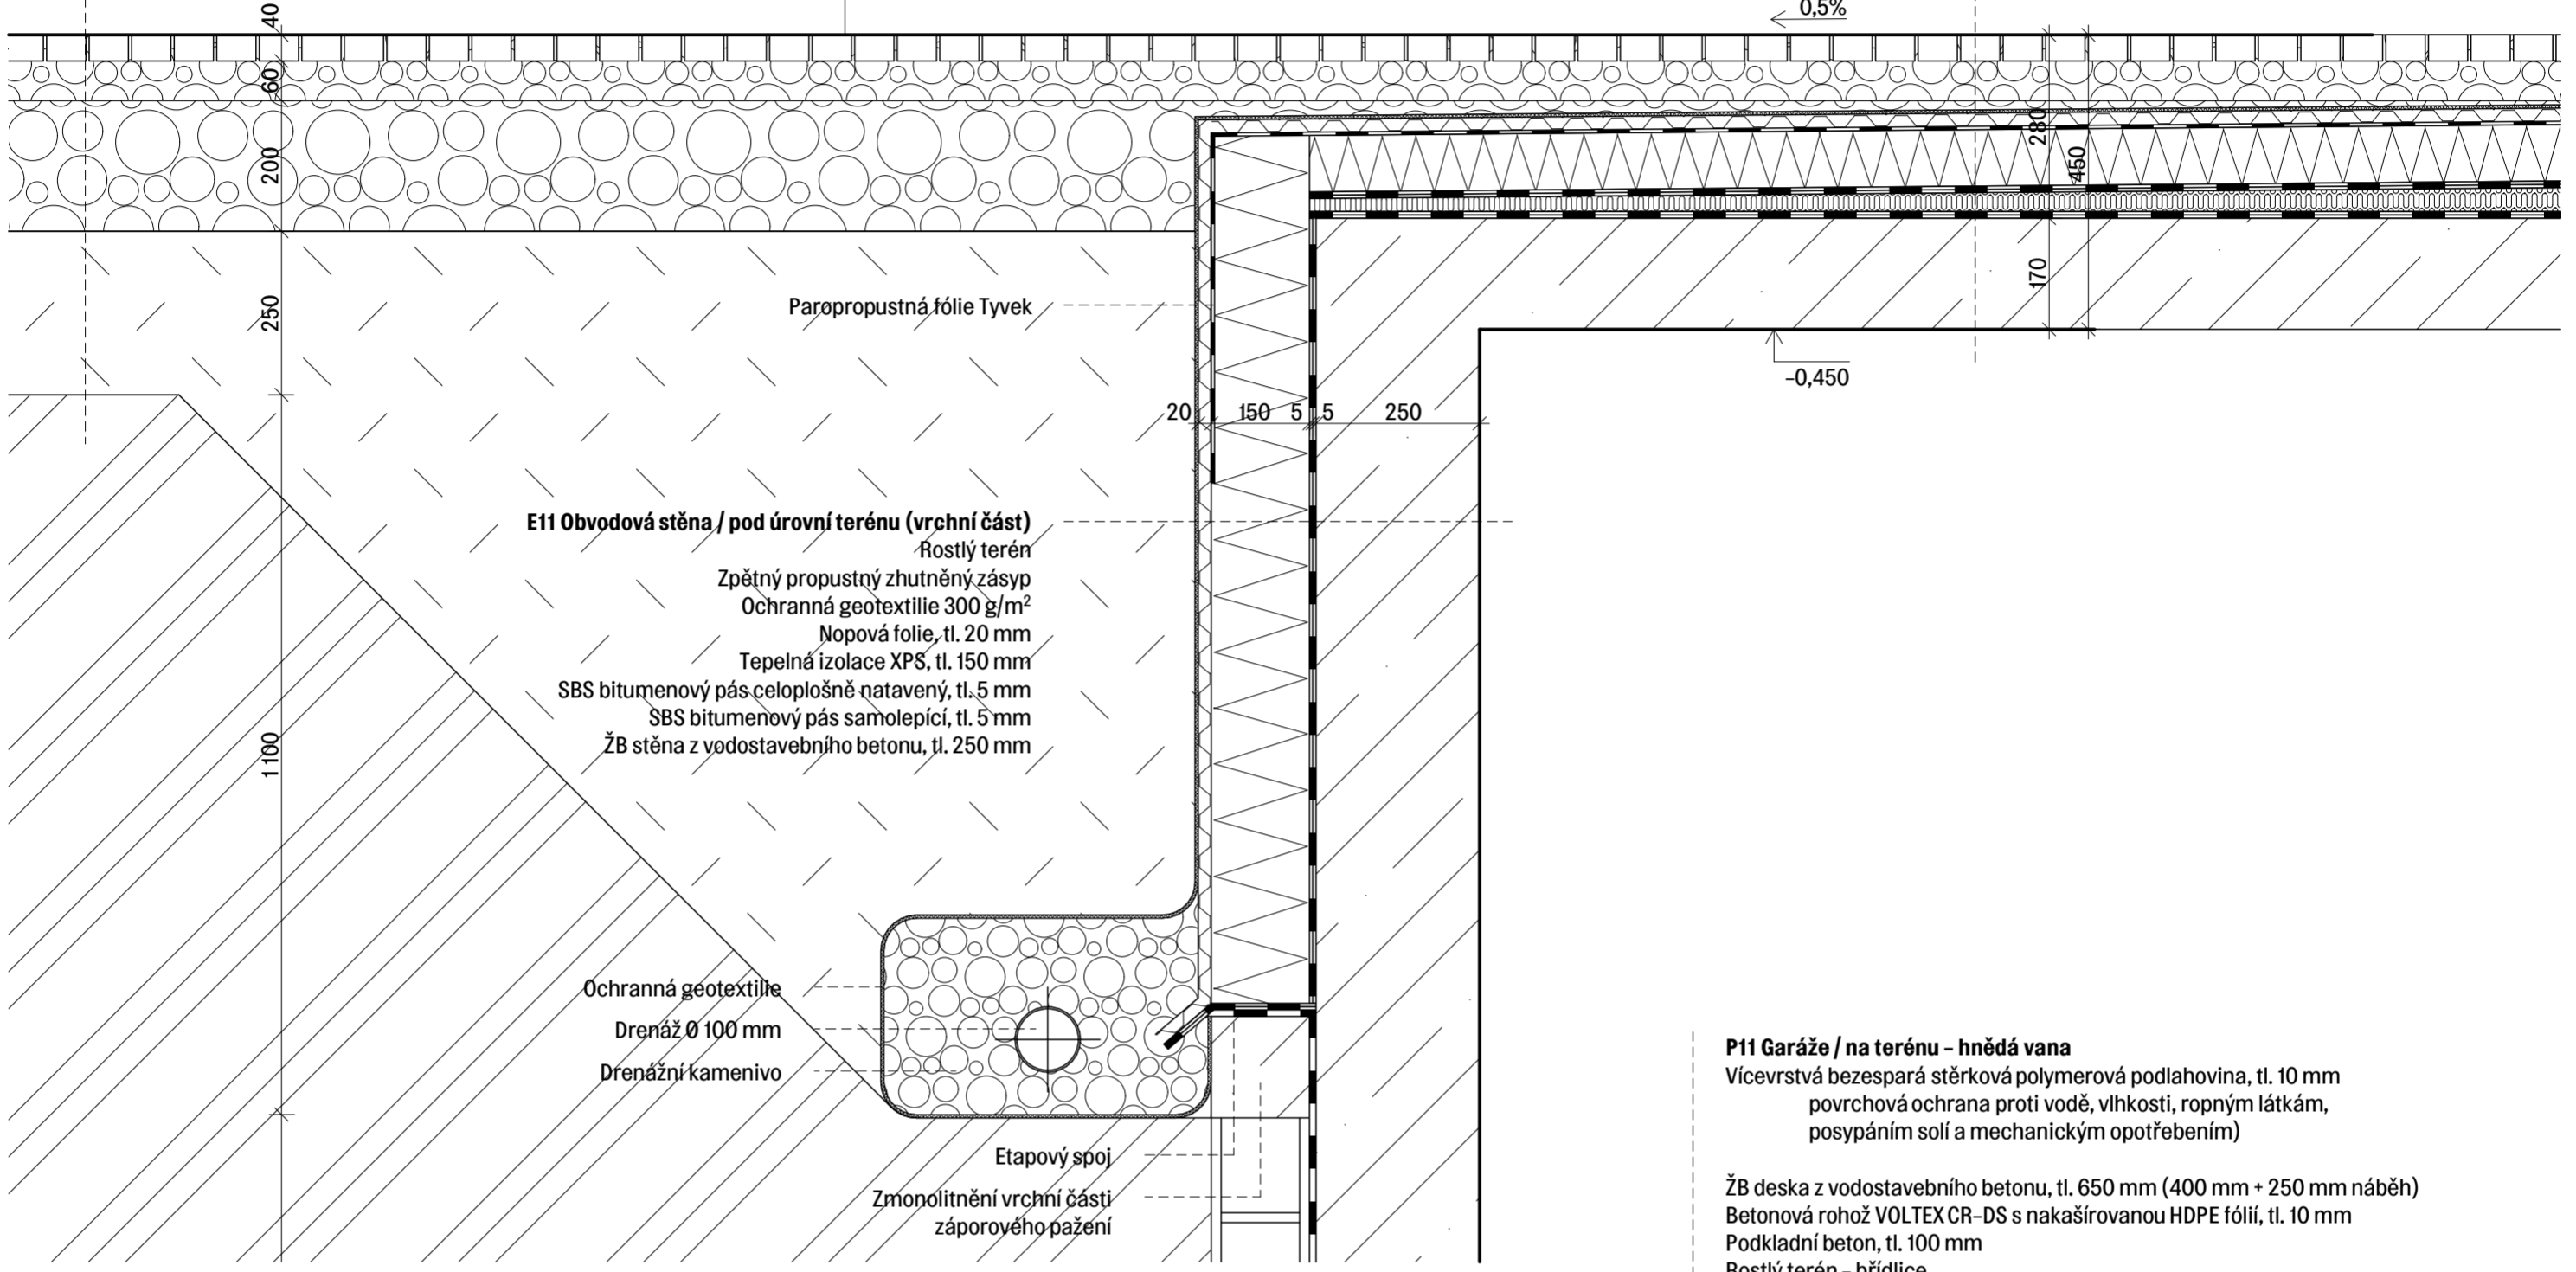 40
0,5%
60
200
280
450
250
170
-0,450
Paropropustná fólie Tyvek
20 150 5 5 250
E11 Obvodová stěna / pod úrovní terénu (vrchní část)
Rostlý terén
Zpětný propustný zhutněný zásyp
Ochranná geotextilie 300 g/m²
Nopová folie, tl. 20 mm
Tepelná izolace XPS, tl. 150 mm
SBS bitumenový pás celoplošně natavený, tl. 5 mm
SBS bitumenový pás samolepící, tl. 5 mm
ŽB stěna z vodostavebního betonu, tl. 250 mm
1 100
Ochranná geotextilie
Drenáž Ø 100 mm
Drenážní kamenivo
Etapový spoj
Zmonolitnění vrchní části
záporového pažení
P11 Garáže / na terénu – hnědá vana
Vícevrstvá bezespará stěrková polymerová podlahovina, tl. 10 mm
povrchová ochrana proti vodě, vlhkosti, ropným látkám,
posypáním solí a mechanickým opotřebením)
ŽB deska z vodostavebního betonu, tl. 650 mm (400 mm + 250 mm náběh)
Betonová rohož VOLTEX CR-DS s nakašírovanou HDPE fólií, tl. 10 mm
Podkladní beton, tl. 100 mm
Rostlý terén – břidlice